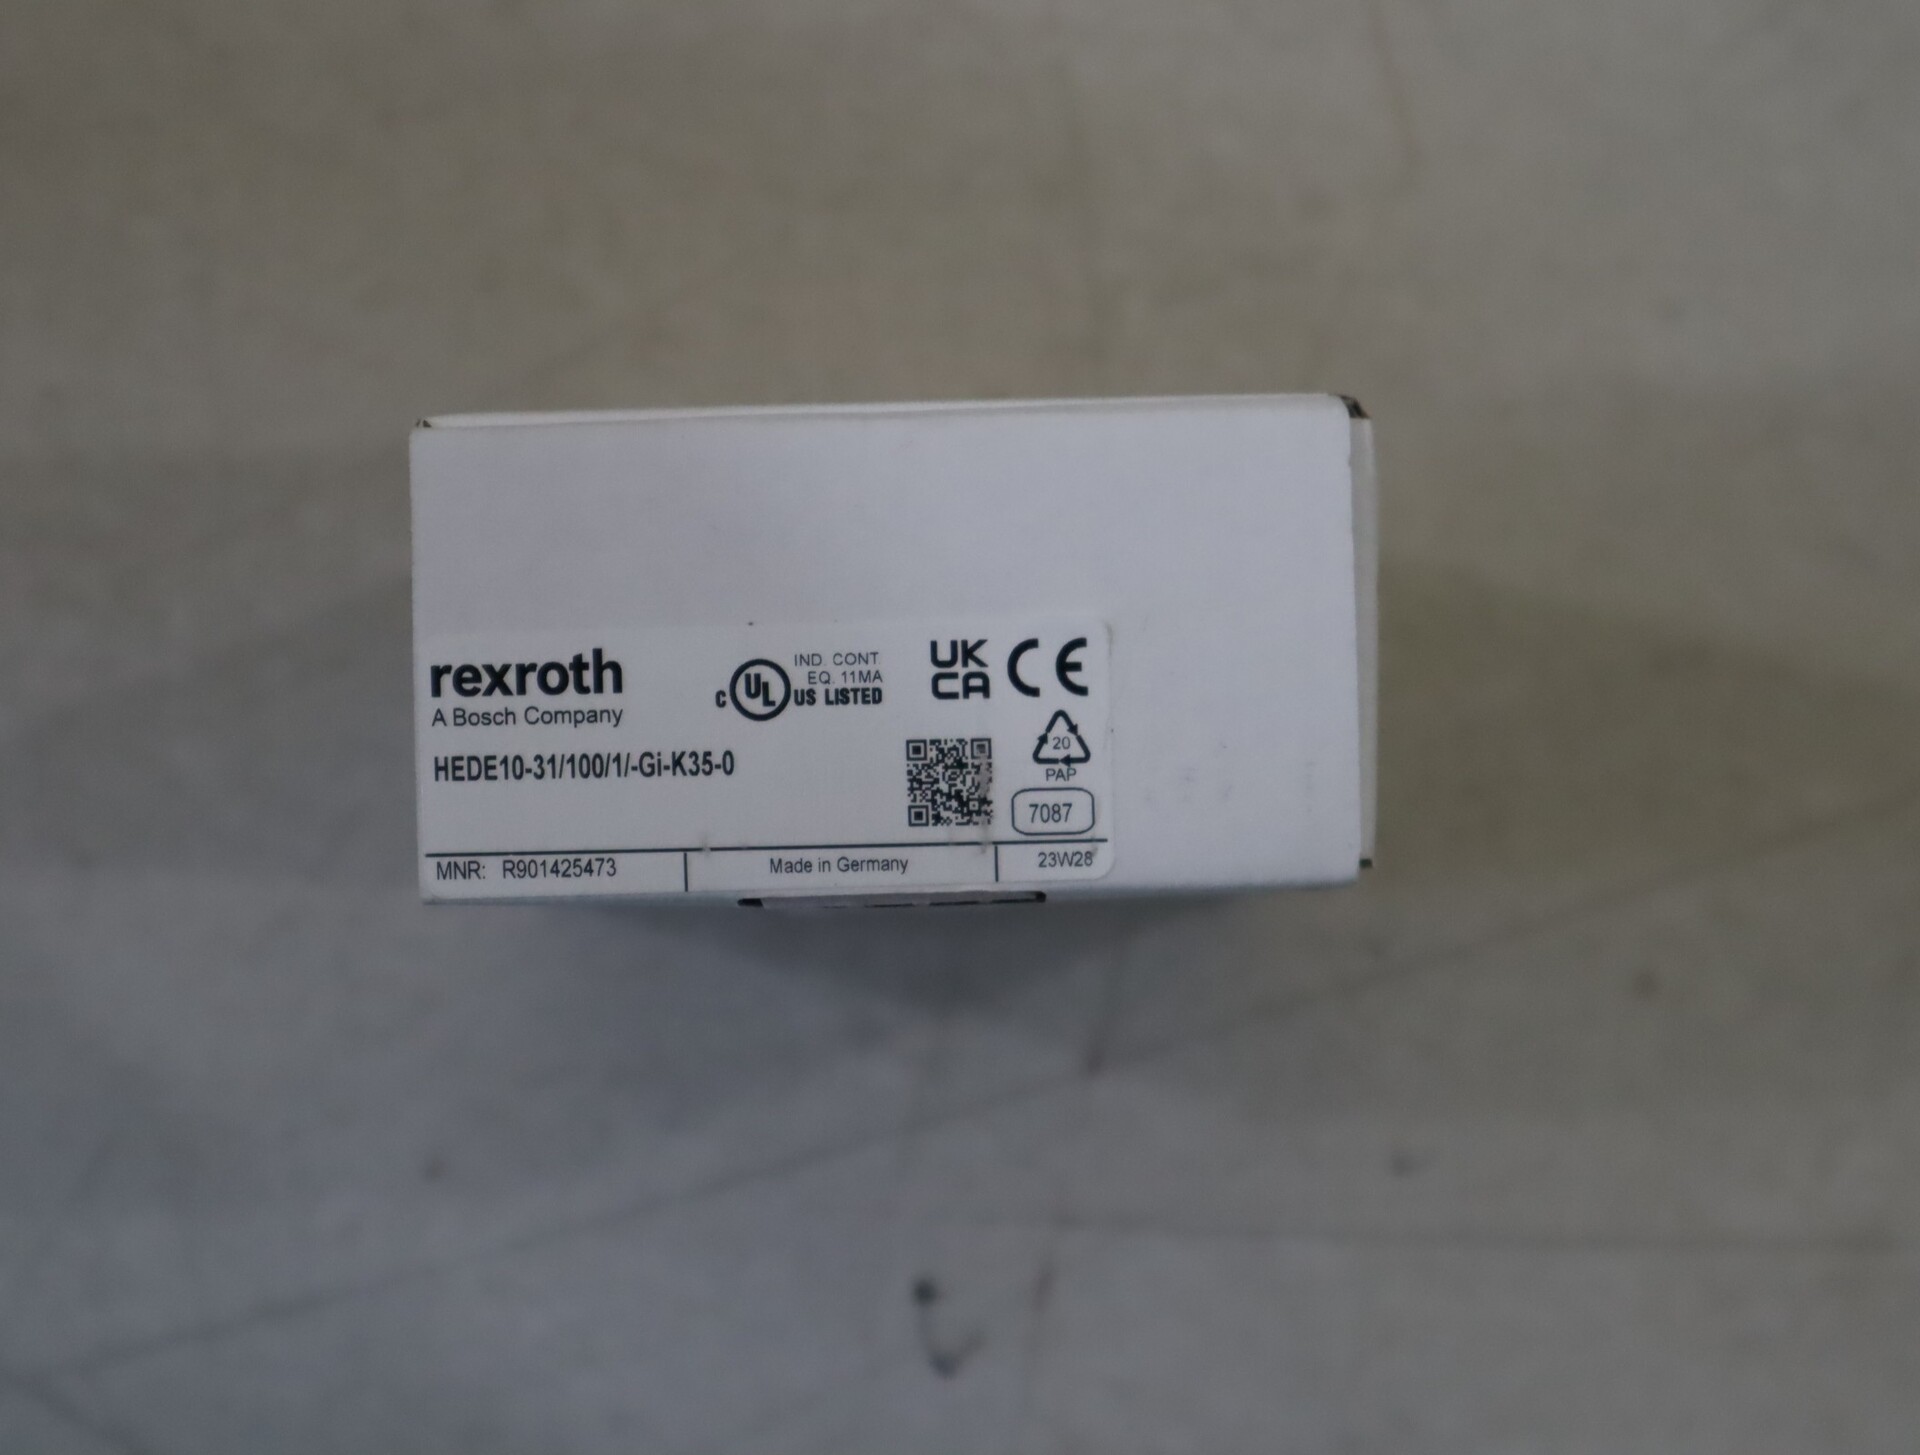 rexroth
A Bosch Company
C UL US LISTED
IND. CONT.
EQ. 11MA
UK
CA CE
HEDE10-31/100/1/-Gi-K35-0
20
PAP
7087
MNR: R901425473
Made in Germany
23W28